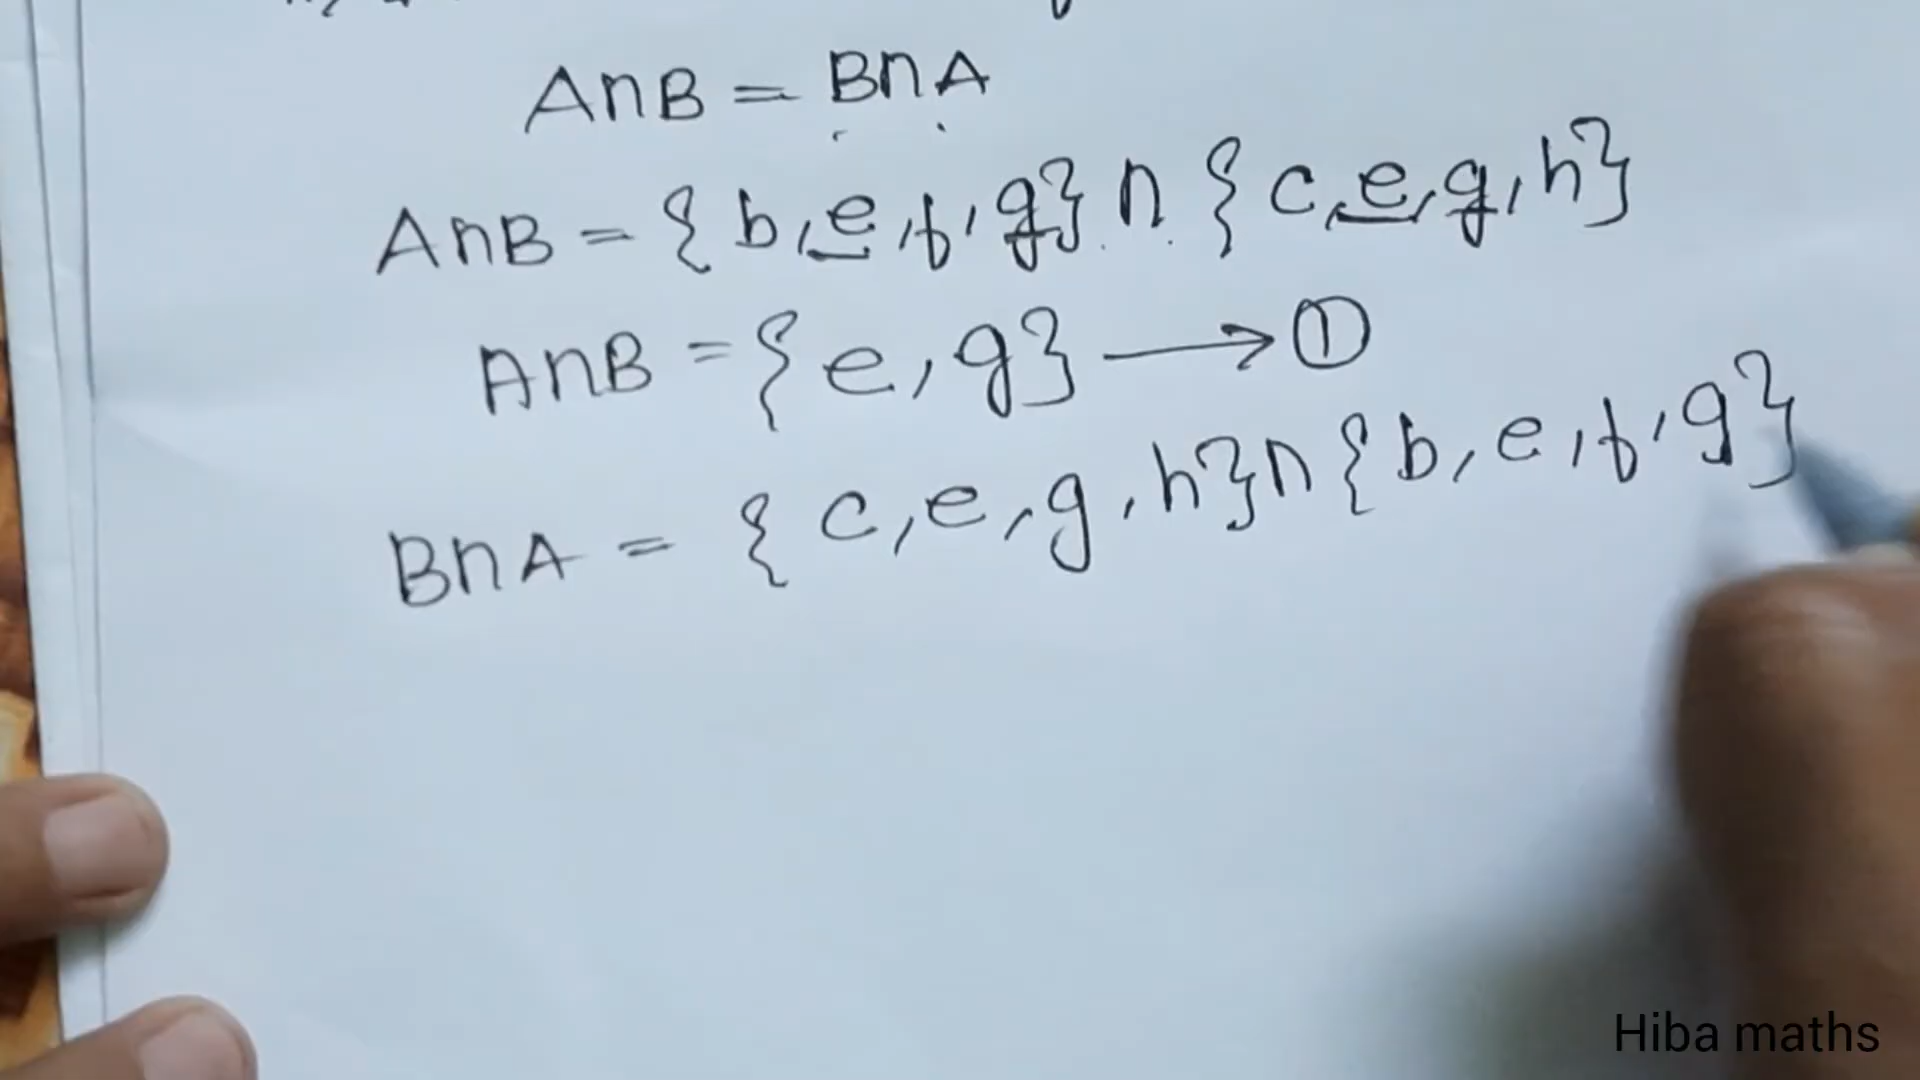 A∩B = B∩A
A∩B = {b, e, f, g} ∩ {c, e, g, h}
A∩B = {e, g} → ①
B∩A = {c, e, g, h} ∩ {b, e, f, g}
Hiba maths